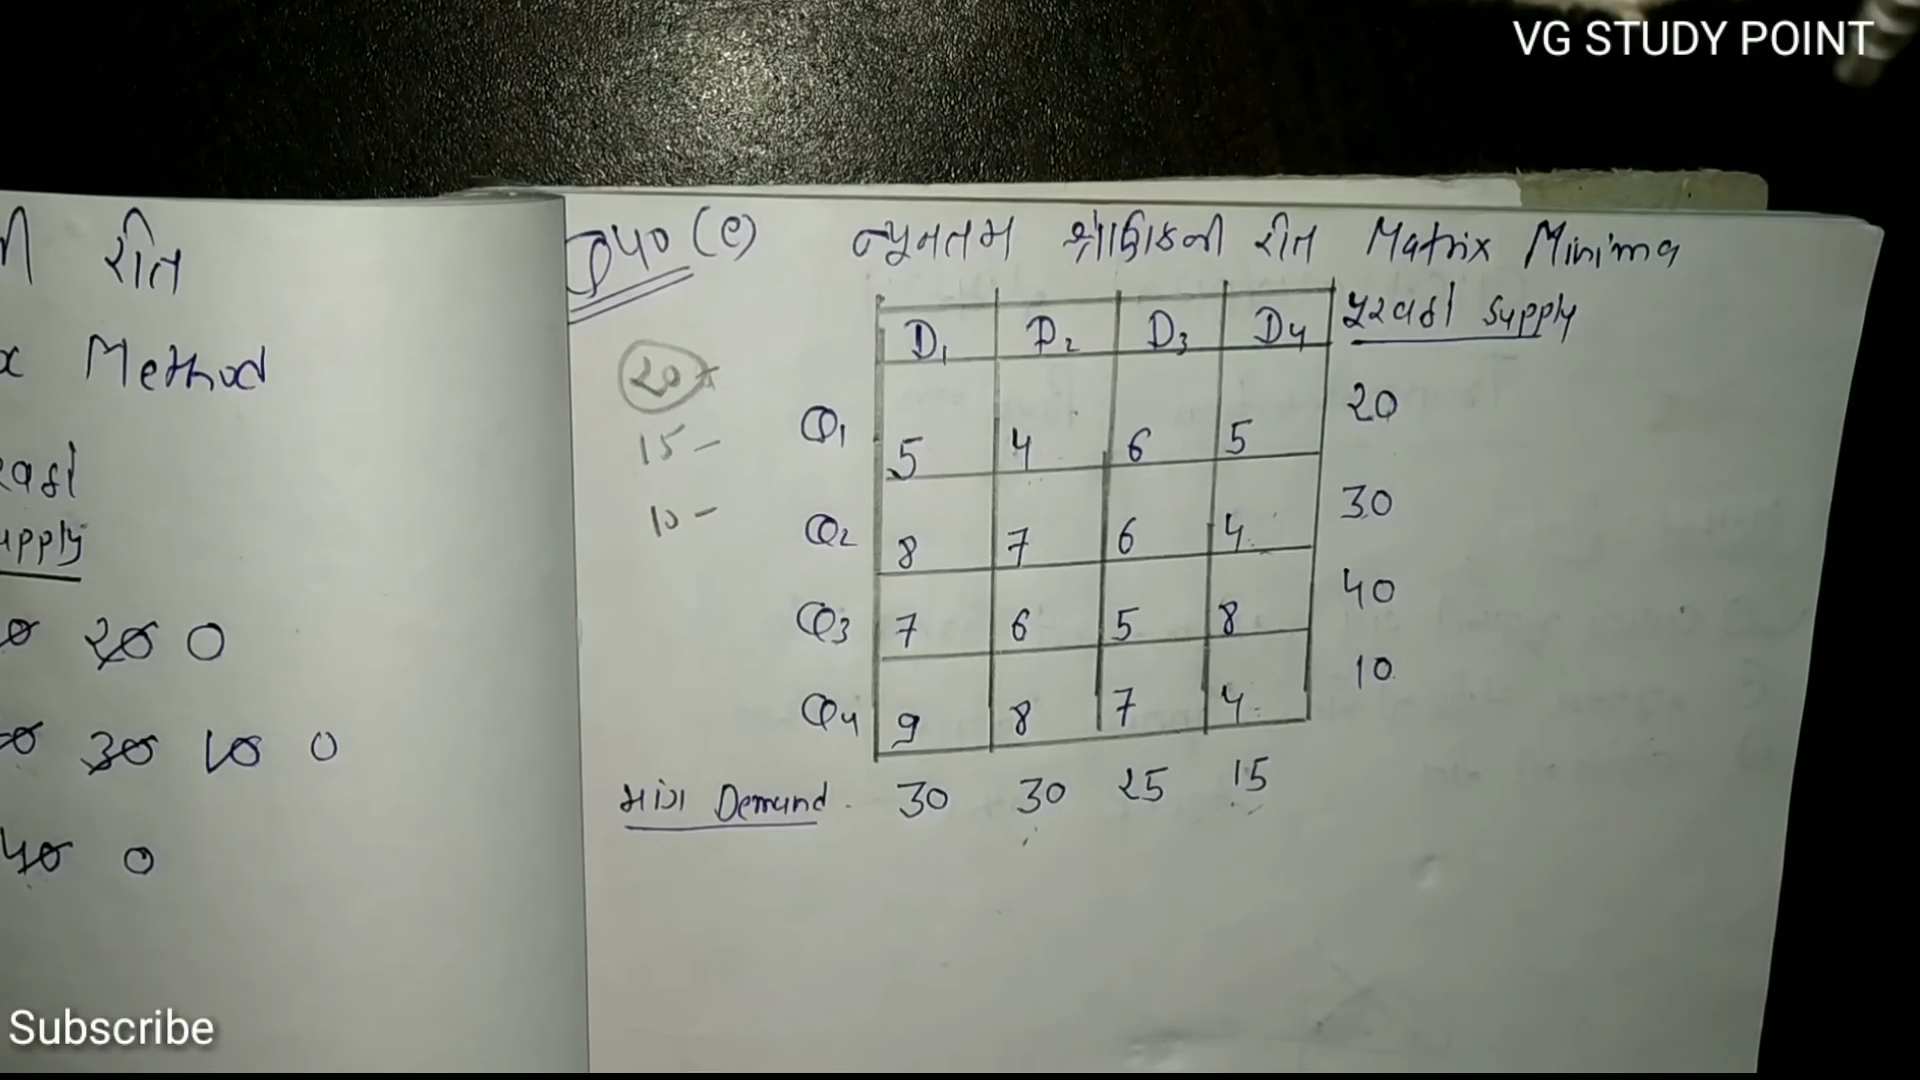 VG STUDY POINT
ની રીત
x Method
રવઠો
upply
20 0
30 10 0
40 0
(e) ન્યુનતમ શ્રેણિકની રીત Matrix Minima
D1 D2 D3 D4 પુરવઠો Supply
20
15 -
10 -
O1 5 4 6 5 20
O2 8 7 6 4 30
O3 7 6 5 8 40
O4 9 8 7 4 10
માંગ Demand 30 30 25 15
Subscribe